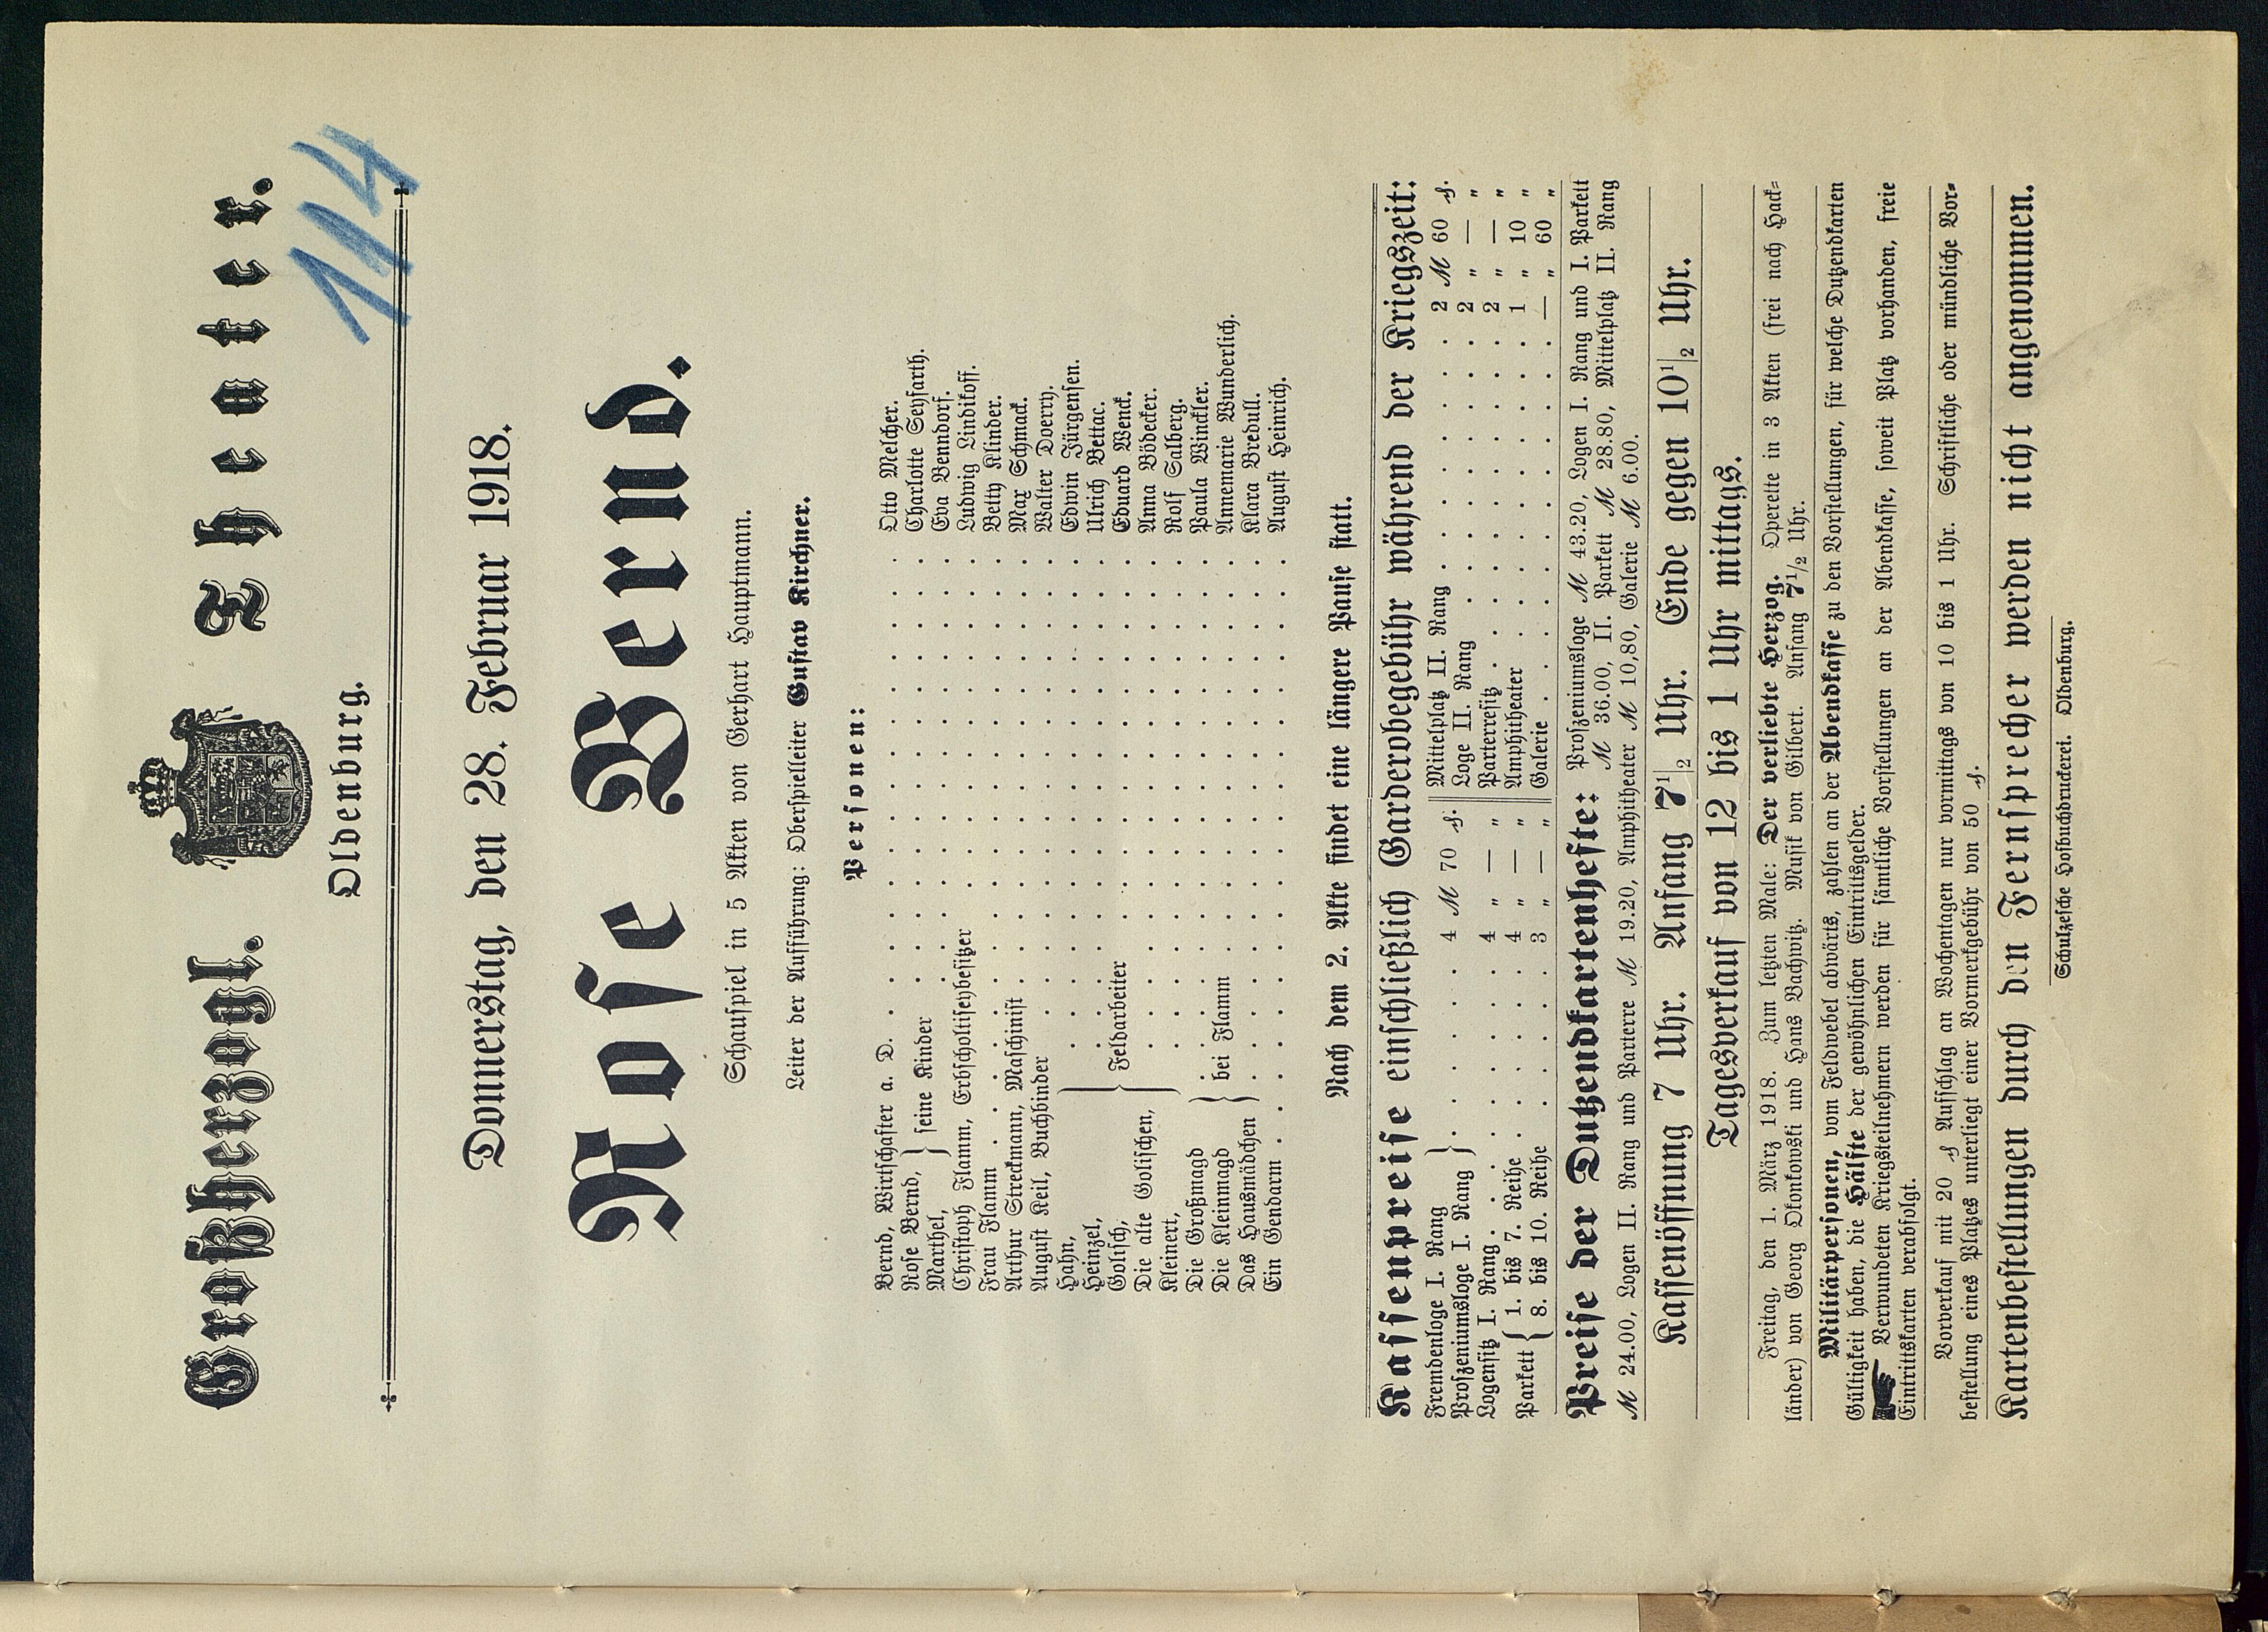 Großherzogl. Theater.
114
Oldenburg.
Donnerstag, den 28. Februar 1918.
Rose Bernd.
Schauspiel in 5 Akten von Gerhart Hauptmann.
Leiter der Aufführung: Oberspielleiter Gustav Kirchner.
Personen:
Bernd, Wirtschafter a. D. . . . . . . . . . . . . . . . . Otto Melcher.
Rose Bernd, } seine Kinder . . . . . . . . . . . . . . . . Charlotte Seyfarth.
Marthel, } . . . . . . . . . . . . . . . . Eva Benndorf.
Christoph Flamm, Erbscholtiseybesitzer . . . . . . . . . . . . . . Ludwig Lindikoff.
Frau Flamm . . . . . . . . . . . . . . . . . . . Betty Klinder.
Arthur Streckmann, Maschinist . . . . . . . . . . . . . . . . Max Schmack.
August Keil, Buchbinder . . . . . . . . . . . . . . . . . Walter Doerry.
Hahn, } . . . . . . . . . . . . . . . . Edwin Jürgensen.
Heinzel, . . . . . . . . . . . . . . . . Ulrich Bettac.
Golisch, Feldarbeiter . . . . . . . . . . . . . . . . Eduard Wenck.
Die alte Golischen, . . . . . . . . . . . . . . . . Anna Bödecker.
Kleinert, . . . . . . . . . . . . . . . . Rolf Salberg.
Die Großmagd } . . . . . . . . . . . . . . . . Paula Winckler.
Die Kleinmagd } bei Flamm . . . . . . . . . . . . . . . . Annemarie Wunderlich.
Das Hausmädchen . . . . . . . . . . . . . . . . Klara Bredull.
Ein Gendarm . . . . . . . . . . . . . . . . . . . August Heinrich.
Nach dem 2. Akte findet eine längere Pause statt.
Kassenpreise einschließlich Garderobegebühr während der Kriegszeit:
Fremdenloge I. Rang } . . . . 4 M 70 ₰.
Proszeniumsloge I. Rang }
Logensitz I. Rang . . . . . . . 4 " — "
Parkett { 1. bis 7. Reihe . . . . . . 4 " — "
8. bis 10. Reihe . . . . . . 3 " — "
Mittelplatz II. Rang . . . . . . . 2 M 60 ₰.
Loge II. Rang . . . . . . . 2 " — "
Parterresitz . . . . . . . 2 " — "
Amphitheater . . . . . . . 1 " 10 "
Galerie . . . . . . . — " 60 "
Preise der Dutzendkartenhefte: Proszeniumsloge M 43.20, Logen I. Rang und I. Parkett
M 36.00, II. Parkett M 28.80, Mittelplatz II. Rang
M 24.00, Logen II. Rang und Parterre M 19.20, Amphitheater M 10,80, Galerie M 6.00.
Kassenöffnung 7 Uhr. Anfang 7 1/2 Uhr. Ende gegen 10 1/2 Uhr.
Tagesverkauf von 12 bis 1 Uhr mittags.
Freitag, den 1. März 1918. Zum letzten Male: Der verliebte Herzog. Operette in 3 Akten (frei nach Hack-
länder) von Georg Okonkowski und Hans Bachwitz. Musik von Gilbert. Anfang 7 1/2 Uhr.
Militärpersonen, vom Feldwebel abwärts, zahlen an der Abendkasse zu den Vorstellungen, für welche Dutzendkarten
Gültigkeit haben, die Hälfte der gewöhnlichen Eintrittsgelder.
Verwundeten Kriegsteilnehmern werden für sämtliche Vorstellungen an der Abendkasse, soweit Platz vorhanden, freie
Eintrittskarten verabfolgt.
Vorverkauf mit 20 ₰ Aufschlag an Wochentagen nur vormittags von 10 bis 1 Uhr. Schriftliche oder mündliche Vor-
bestellung eines Platzes unterliegt einer Vormerkgebühr von 50 ₰.
Kartenbestellungen durch den Fernsprecher werden nicht angenommen.
Schulzesche Hofbuchdruckerei. Oldenburg.